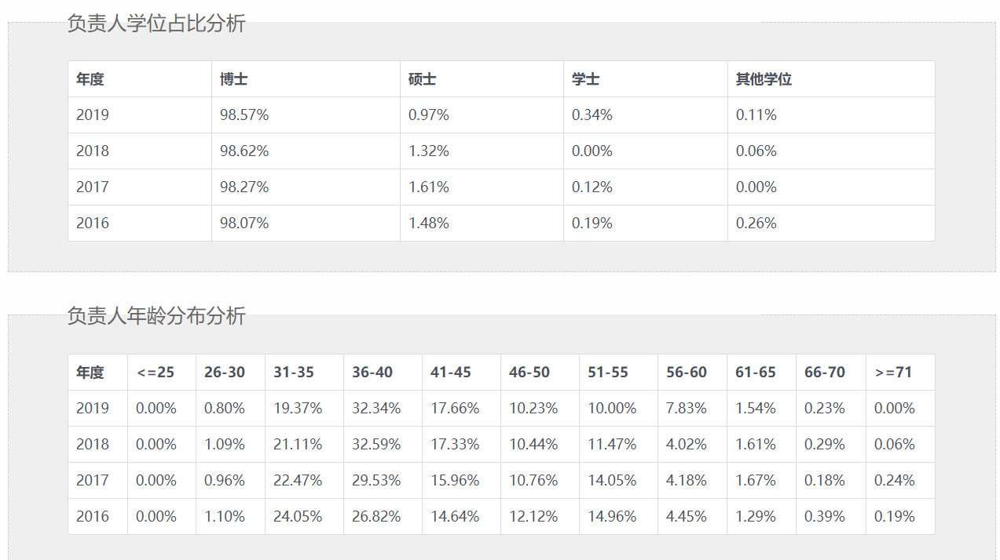 负责人学位占比分析
年度 博士 硕士 学士 其他学位
2019 98.57% 0.97% 0.34% 0.11%
2018 98.62% 1.32% 0.00% 0.06%
2017 98.27% 1.61% 0.12% 0.00%
2016 98.07% 1.48% 0.19% 0.26%
负责人年龄分布分析
年度 <=25 26-30 31-35 36-40 41-45 46-50 51-55 56-60 61-65 66-70 >=71
2019 0.00% 0.80% 19.37% 32.34% 17.66% 10.23% 10.00% 7.83% 1.54% 0.23% 0.00%
2018 0.00% 1.09% 21.11% 32.59% 17.33% 10.44% 11.47% 4.02% 1.61% 0.29% 0.06%
2017 0.00% 0.96% 22.47% 29.53% 15.96% 10.76% 14.05% 4.18% 1.67% 0.18% 0.24%
2016 0.00% 1.10% 24.05% 26.82% 14.64% 12.12% 14.96% 4.45% 1.29% 0.39% 0.19%